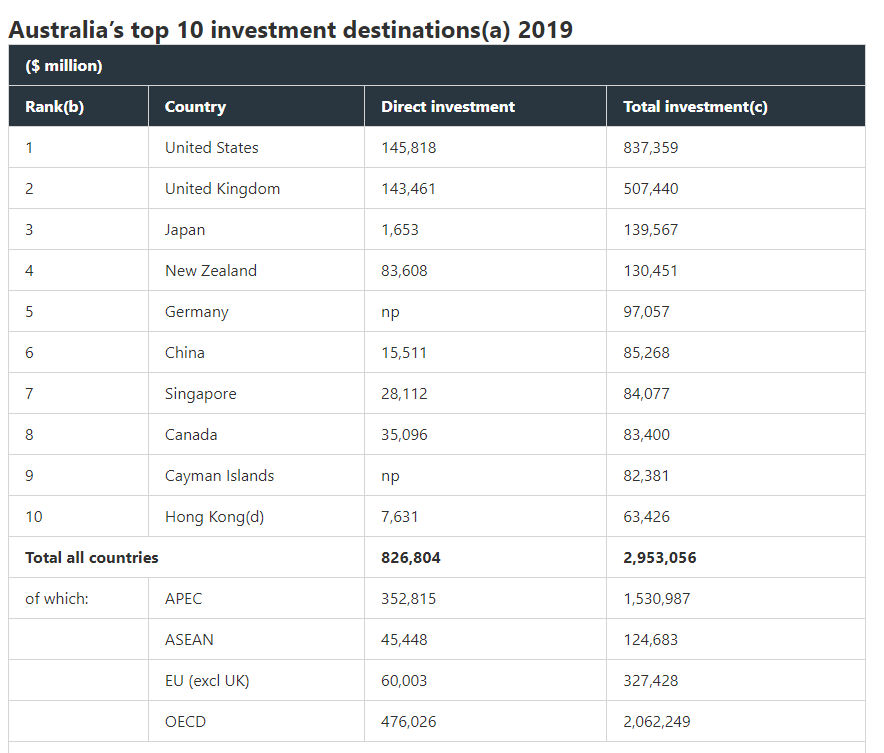 Australia’s top 10 investment destinations(a) 2019
($ million)
Rank(b) Country Direct investment Total investment(c)
1 United States 145,818 837,359
2 United Kingdom 143,461 507,440
3 Japan 1,653 139,567
4 New Zealand 83,608 130,451
5 Germany np 97,057
6 China 15,511 85,268
7 Singapore 28,112 84,077
8 Canada 35,096 83,400
9 Cayman Islands np 82,381
10 Hong Kong(d) 7,631 63,426
Total all countries 826,804 2,953,056
of which: APEC 352,815 1,530,987
ASEAN 45,448 124,683
EU (excl UK) 60,003 327,428
OECD 476,026 2,062,249